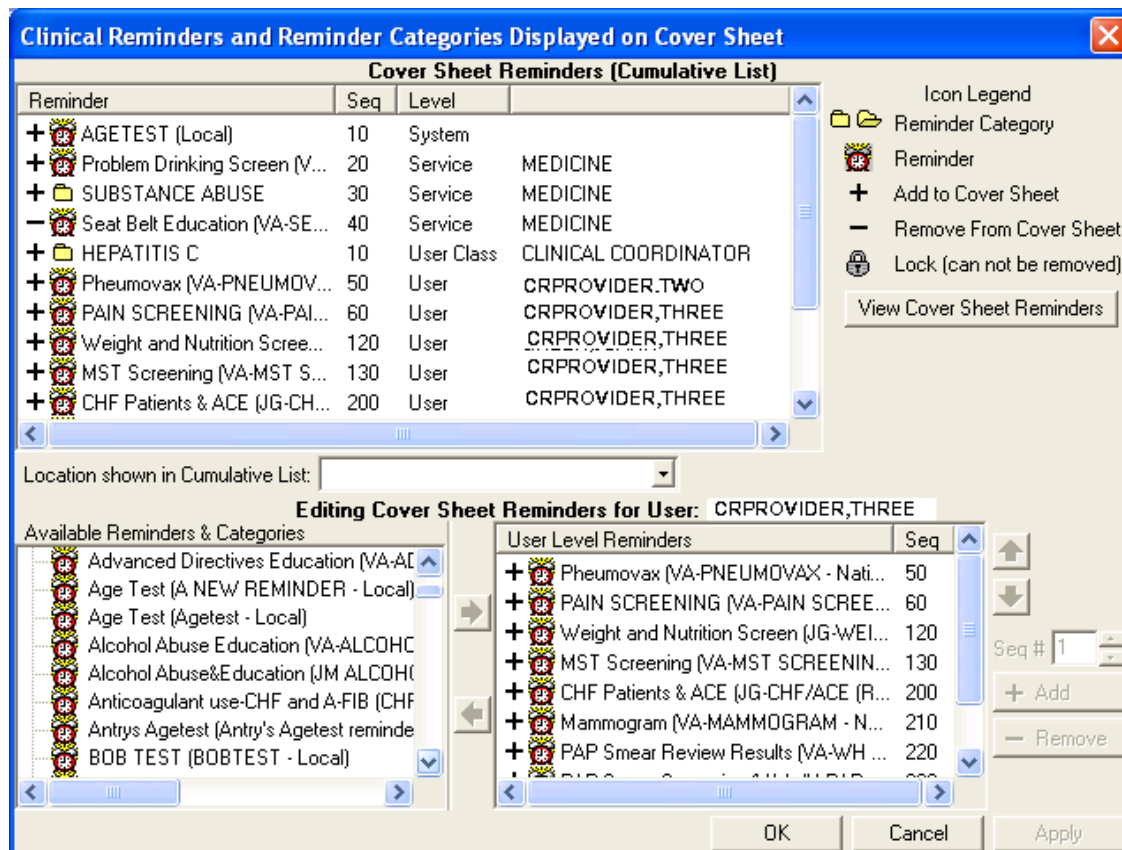 Clinical Reminders and Reminder Categories Displayed on Cover Sheet
Cover Sheet Reminders (Cumulative List)
Reminder Seq Level
+ AGETEST (Local) 10 System
+ Problem Drinking Screen (V... 20 Service MEDICINE
+ SUBSTANCE ABUSE 30 Service MEDICINE
− Seat Belt Education (VA-SE... 40 Service MEDICINE
+ HEPATITIS C 10 User Class CLINICAL COORDINATOR
+ Pheumovax (VA-PNEUMOV... 50 User CRPROVIDER.TWO
+ PAIN SCREENING (VA-PAI... 60 User CRPROVIDER,THREE
+ Weight and Nutrition Scree... 120 User CRPROVIDER,THREE
+ MST Screening (VA-MST S... 130 User CRPROVIDER,THREE
+ CHF Patients & ACE (JG-CH... 200 User CRPROVIDER,THREE
Icon Legend
Reminder Category
Reminder
+ Add to Cover Sheet
− Remove From Cover Sheet
Lock (can not be removed)
View Cover Sheet Reminders
Location shown in Cumulative List:
Editing Cover Sheet Reminders for User: CRPROVIDER,THREE
Available Reminders & Categories
Advanced Directives Education (VA-AD
Age Test (A NEW REMINDER - Local)
Age Test (Agetest - Local)
Alcohol Abuse Education (VA-ALCOHO
Alcohol Abuse&Education (JM ALCOH
Anticoagulant use-CHF and A-FIB (CHF
Antrys Agetest (Antry's Agetest reminde
BOB TEST (BOBTEST - Local)
User Level Reminders Seq
+ Pheumovax (VA-PNEUMOVAX - Nati... 50
+ PAIN SCREENING (VA-PAIN SCREE... 60
+ Weight and Nutrition Screen (JG-WEI... 120
+ MST Screening (VA-MST SCREENIN... 130
+ CHF Patients & ACE (JG-CHF/ACE (R... 200
+ Mammogram (VA-MAMMOGRAM - N... 210
+ PAP Smear Review Results (VA-WH ... 220
Seq # 1
+ Add
− Remove
OK Cancel Apply